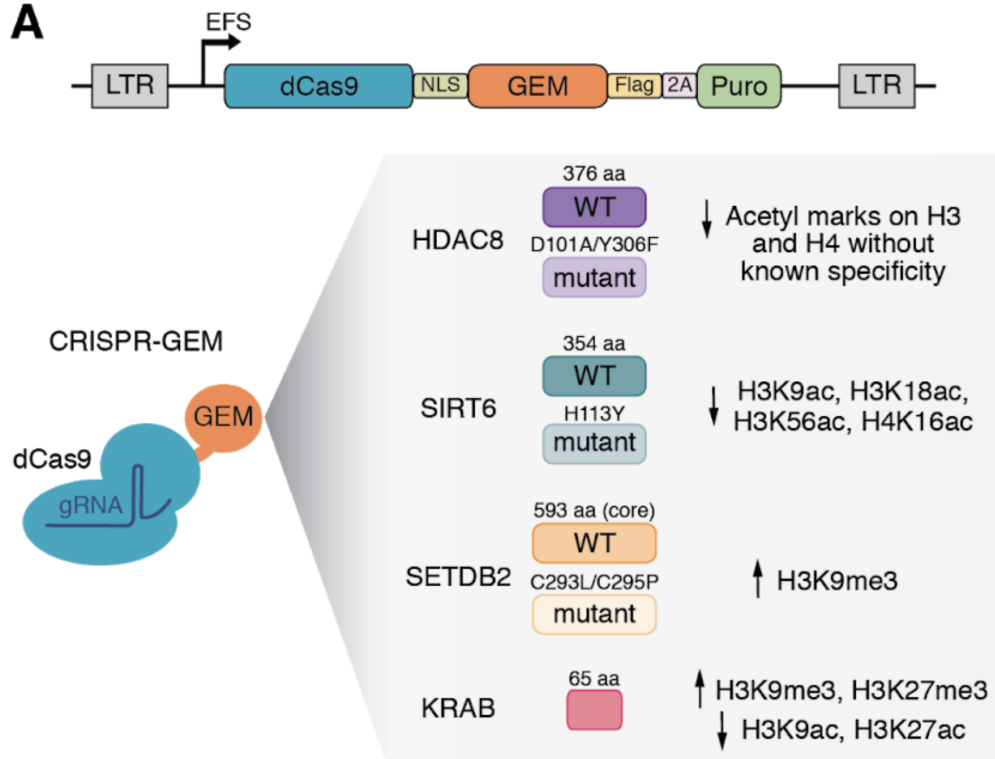 A
EFS
LTR
dCas9
NLS
GEM
Flag
2A
Puro
LTR
CRISPR-GEM
GEM
dCas9
gRNA
HDAC8
376 aa
WT
D101A/Y306F
mutant
↓ Acetyl marks on H3
and H4 without
known specificity
SIRT6
354 aa
WT
H113Y
mutant
↓ H3K9ac, H3K18ac,
H3K56ac, H4K16ac
SETDB2
593 aa (core)
WT
C293L/C295P
mutant
↑ H3K9me3
KRAB
65 aa
↑ H3K9me3, H3K27me3
↓ H3K9ac, H3K27ac